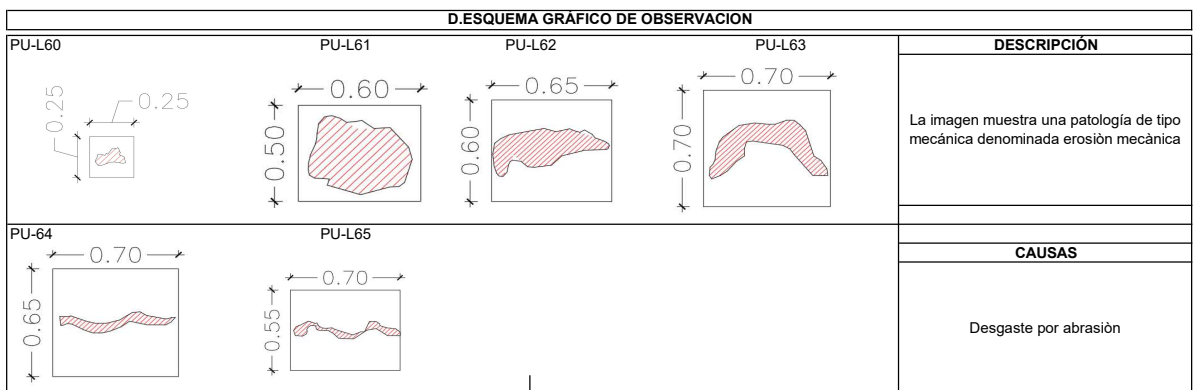 D.ESQUEMA GRÁFICO DE OBSERVACION
PU-L60
PU-L61
PU-L62
PU-L63
DESCRIPCIÓN
0.25
0.25
0.60
0.50
0.65
0.60
0.70
0.70
La imagen muestra una patología de tipo
mecánica denominada erosiòn mecànica
PU-64
PU-L65
CAUSAS
0.70
0.65
0.70
0.55
Desgaste por abrasiòn